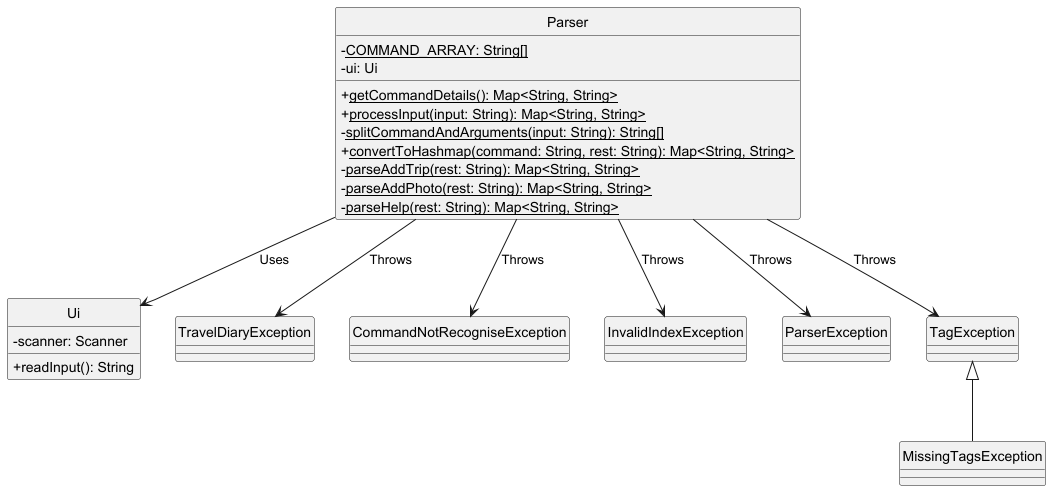 Parser
-COMMAND_ARRAY: String[]
-ui: Ui
+getCommandDetails(): Map<String, String>
+processInput(input: String): Map<String, String>
-splitCommandAndArguments(input: String): String[]
+convertToHashmap(command: String, rest: String): Map<String, String>
-parseAddTrip(rest: String): Map<String, String>
-parseAddPhoto(rest: String): Map<String, String>
-parseHelp(rest: String): Map<String, String>
Uses
Throws
Throws
Throws
Throws
Throws
Ui
-scanner: Scanner
+readInput(): String
TravelDiaryException
CommandNotRecogniseException
InvalidIndexException
ParserException
TagException
MissingTagsException